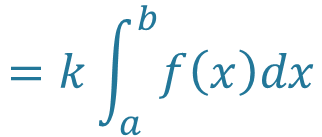 = k ∫_a^b f(x)dx